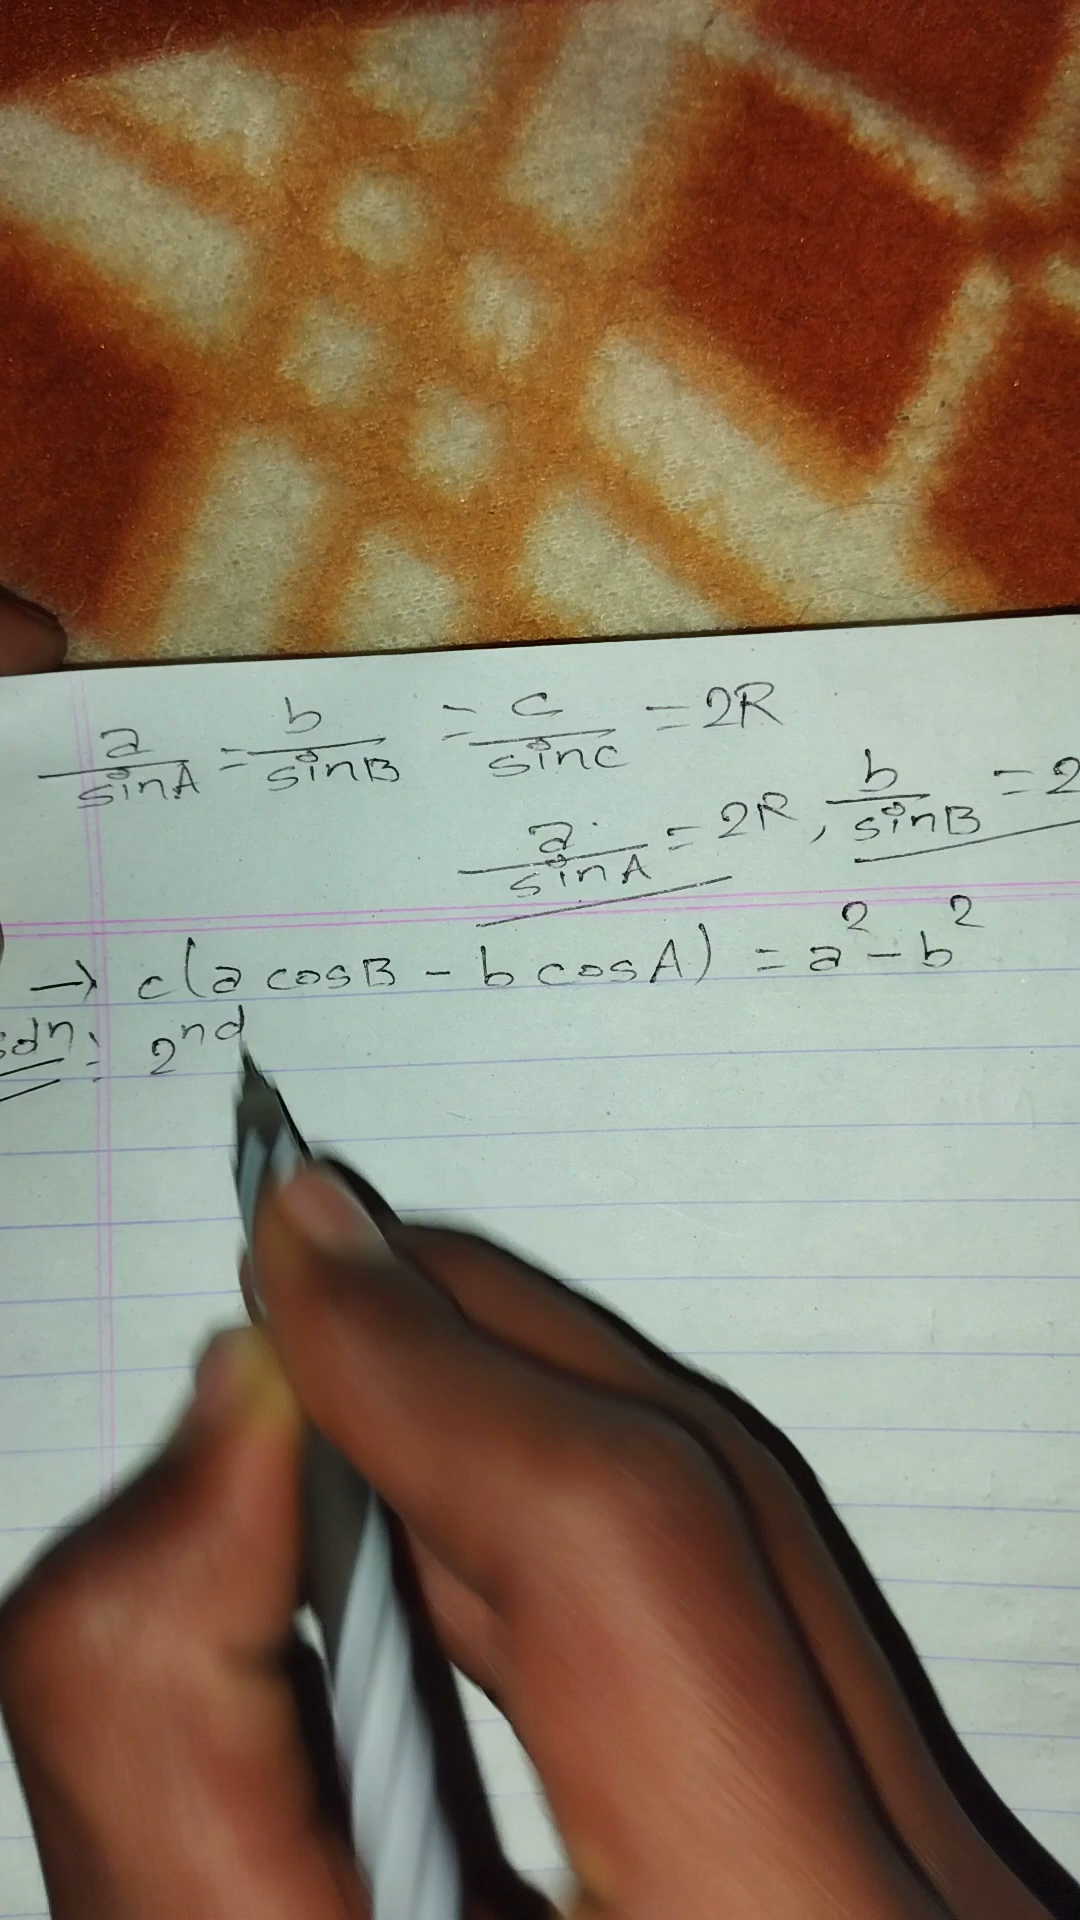 a/sinA = b/sinB = c/sinC = 2R
a/sinA = 2R, b/sinB = 2
→ c(a cosB - b cosA) = a² - b²
2nd